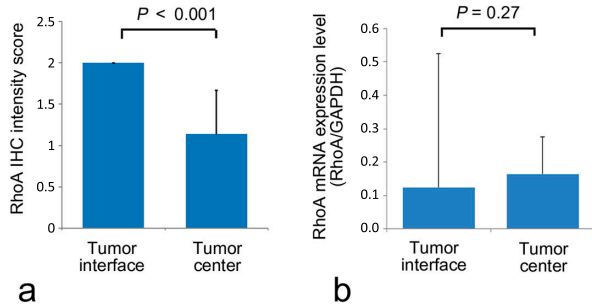 P < 0.001
RhoA IHC intensity score
2.5
2
1.5
1
0.5
0
Tumor interface
Tumor center
a
P = 0.27
RhoA mRNA expression level
(RhoA/GAPDH)
0.6
0.5
0.4
0.3
0.2
0.1
0.0
Tumor interface
Tumor center
b